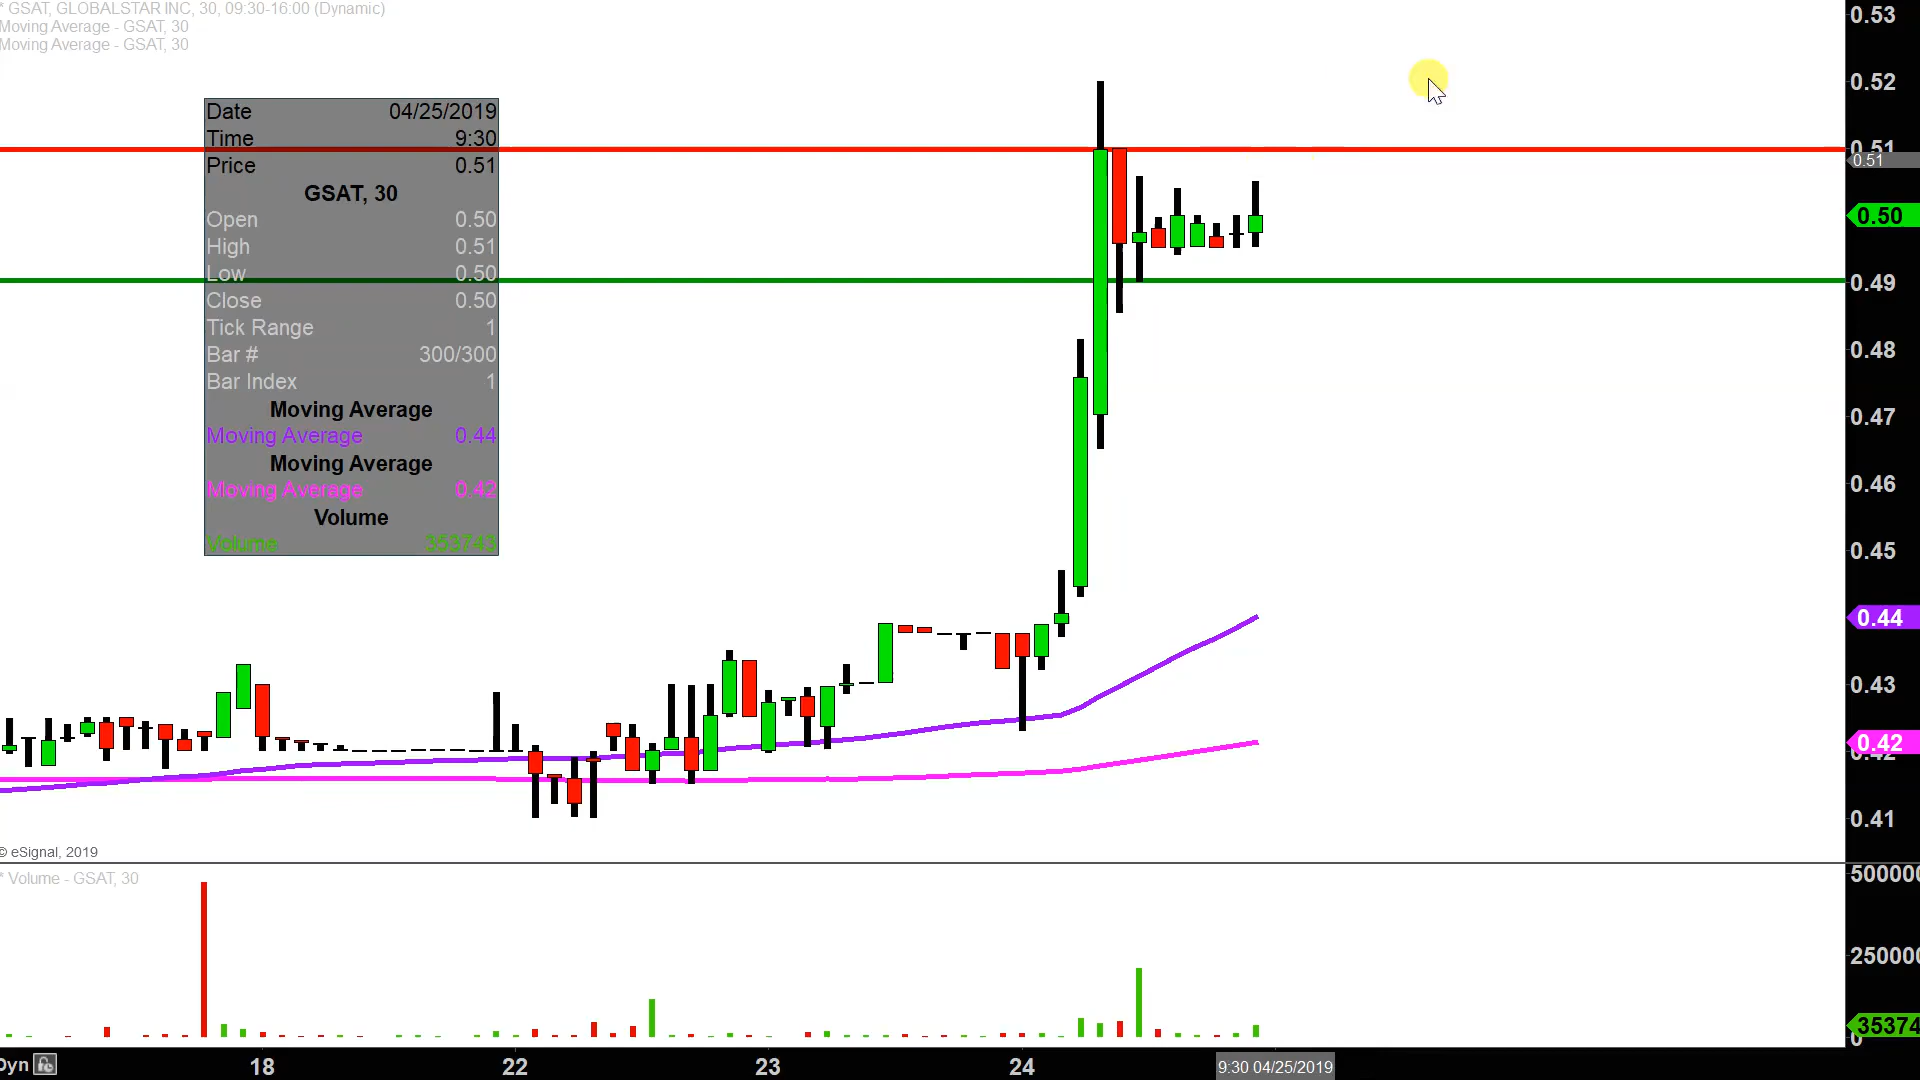 * GSAT, GLOBALSTAR INC, 30, 09:30-16:00 (Dynamic)
Moving Average - GSAT, 30
Moving Average - GSAT, 30
Date 04/25/2019
Time 9:30
Price 0.51
GSAT, 30
Open 0.50
High 0.51
Low 0.50
Close 0.50
Tick Range 1
Bar # 300/300
Bar Index 1
Moving Average
Moving Average 0.44
Moving Average
Moving Average 0.42
Volume
Volume 353743
0.53
0.52
0.51
0.51
0.50
0.49
0.48
0.47
0.46
0.45
0.44
0.43
0.42
0.42
0.41
© eSignal, 2019
* Volume - GSAT, 30
500000
250000
35374
0
Dyn
18
22
23
24
9:30 04/25/2019